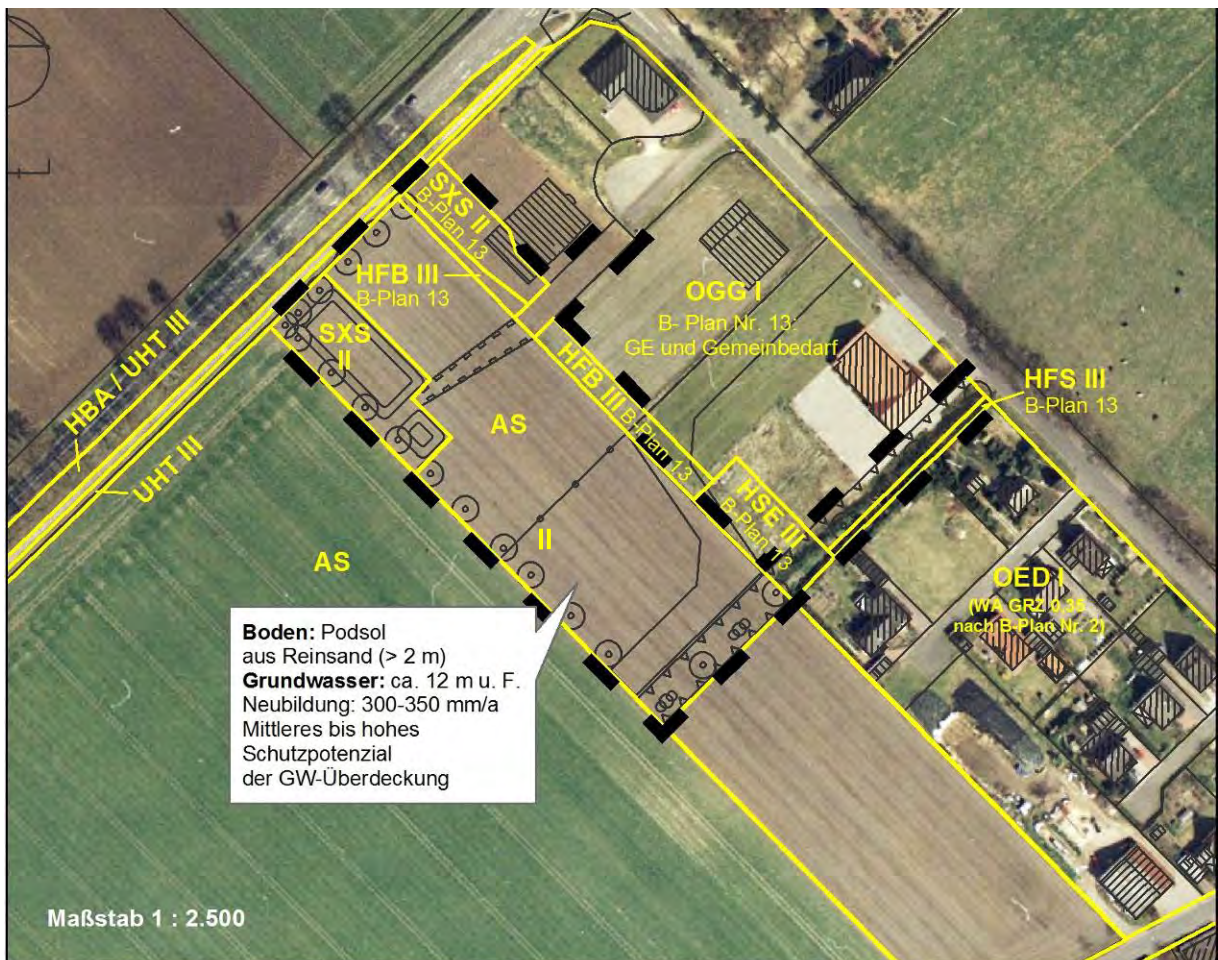 SXS II
B-Plan 13
HFB III
B-Plan 13
SXS
II
HBA / UHT III
UHT III
OGG I
B- Plan Nr. 13:
GE und Gemeinbedarf
HFB III B-Plan 13
HFS III
B-Plan 13
AS
HSE III
B-Plan 13
II
AS
OED I
(WA GRZ 0,35
nach B-Plan Nr. 2)
Boden: Podsol
aus Reinsand (> 2 m)
Grundwasser: ca. 12 m u. F.
Neubildung: 300-350 mm/a
Mittleres bis hohes
Schutzpotenzial
der GW-Überdeckung
Maßstab 1 : 2.500